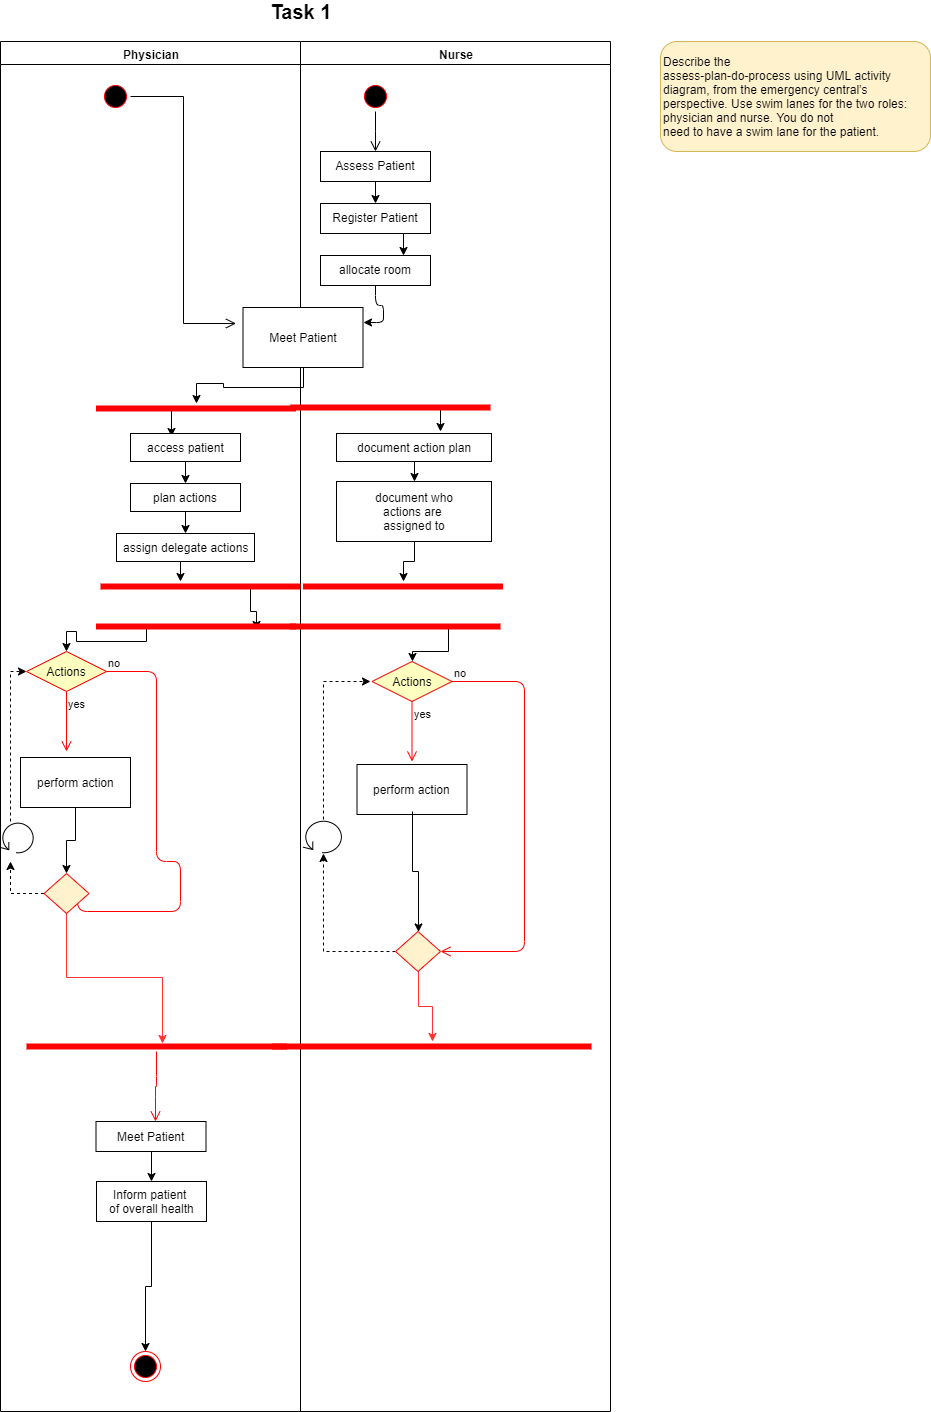 Task 1
Physician
Nurse
Describe the
assess-plan-do-process using UML activity
diagram, from the emergency central's
perspective. Use swim lanes for the two roles:
physician and nurse. You do not
need to have a swim lane for the patient.
Assess Patient
Register Patient
allocate room
Meet Patient
access patient
document action plan
plan actions
document who
actions are
assigned to
assign delegate actions
Actions
no
yes
Actions
no
yes
perform action
perform action
Meet Patient
Inform patient
of overall health